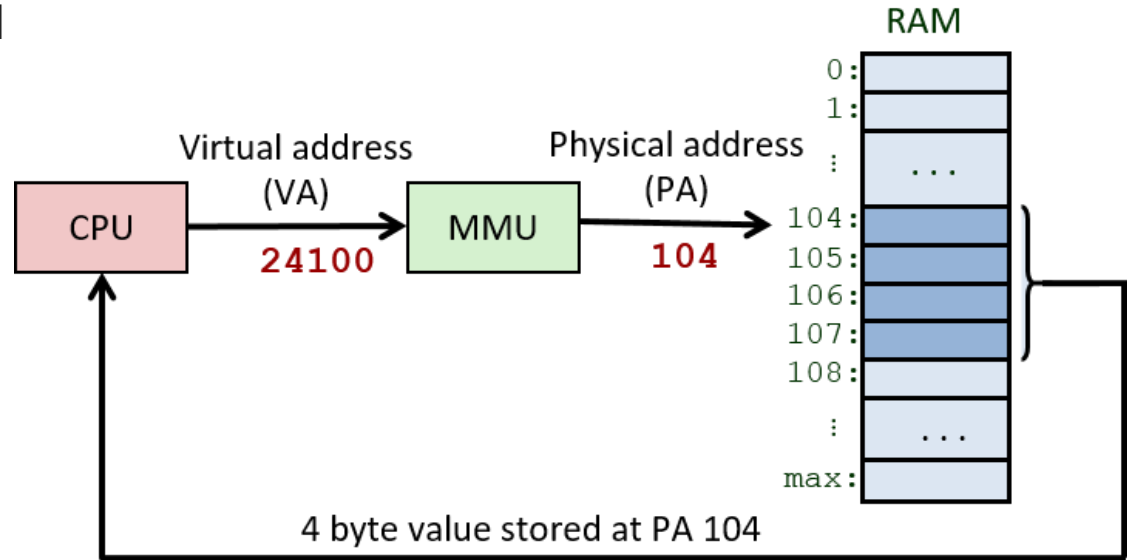 RAM
0:
1:
⋮
...
Virtual address
(VA)
Physical address
(PA)
CPU
MMU
24100
104
104:
105:
106:
107:
108:
⋮
...
max:
4 byte value stored at PA 104